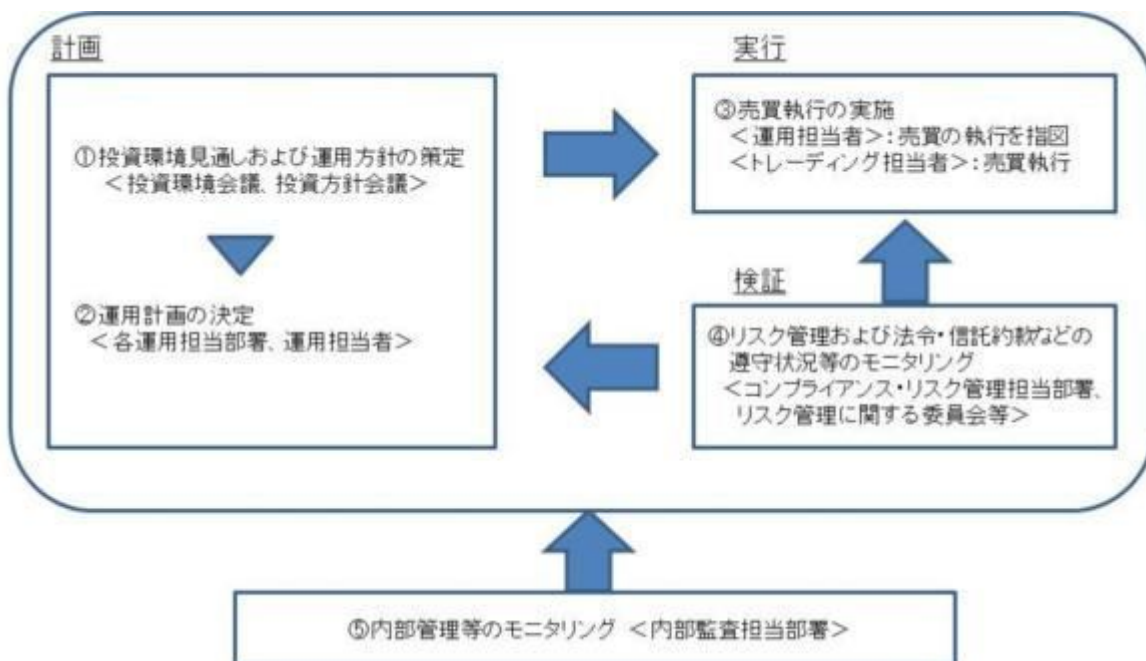 計画
①投資環境見通しおよび運用方針の策定
＜投資環境会議、投資方針会議＞
②運用計画の決定
＜各運用担当部署、運用担当者＞
実行
③売買執行の実施
＜運用担当者＞：売買の執行を指図
＜トレーディング担当者＞：売買執行
検証
④リスク管理および法令・信託約款などの
遵守状況等のモニタリング
＜コンプライアンス・リスク管理担当部署、
リスク管理に関する委員会等＞
⑤内部管理等のモニタリング ＜内部監査担当部署＞